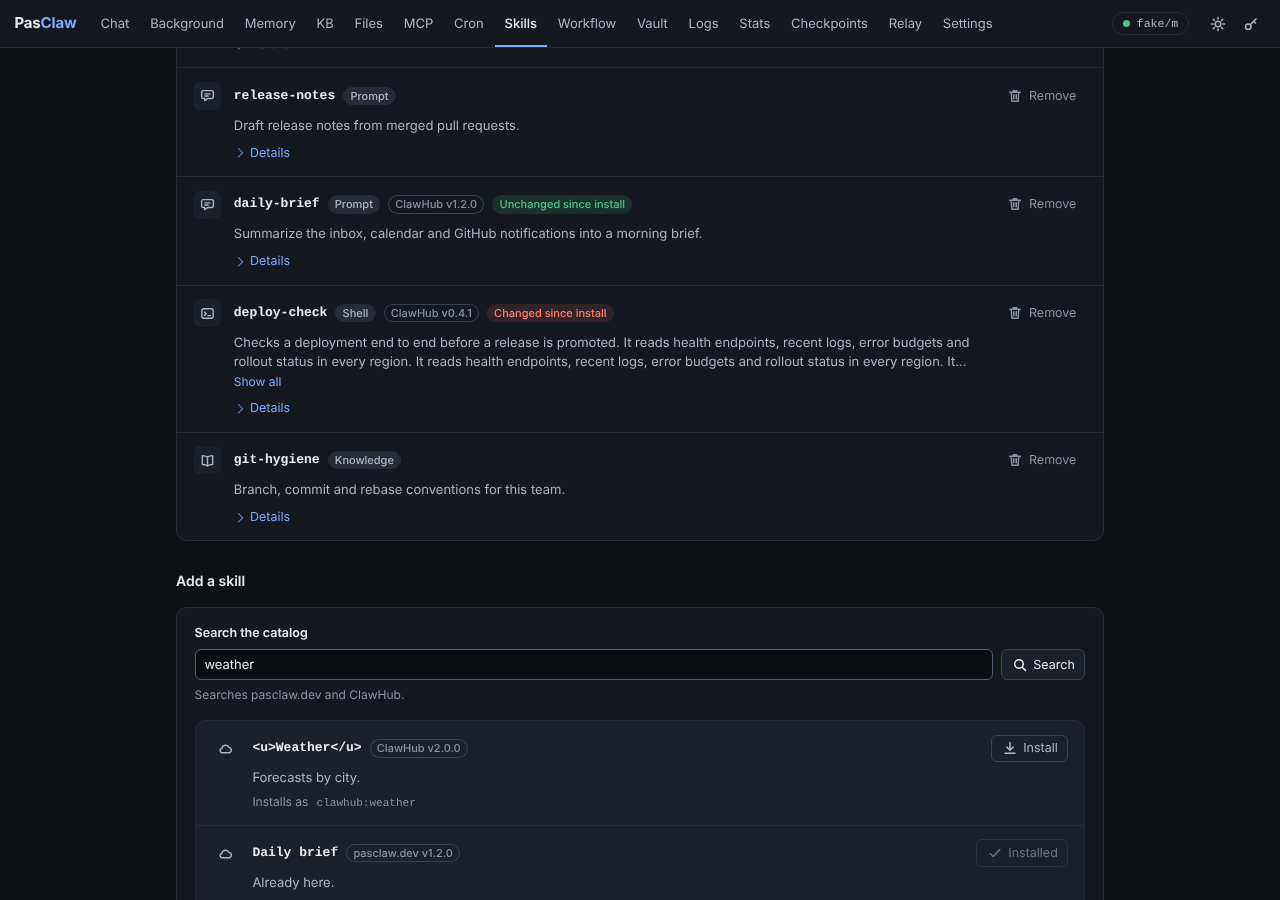 PasClaw Chat Background Memory KB Files MCP Cron Skills Workflow Vault Logs Stats Checkpoints Relay Settings fake/m
release-notes Prompt Remove
Draft release notes from merged pull requests.
Details
daily-brief Prompt ClawHub v1.2.0 Unchanged since install Remove
Summarize the inbox, calendar and GitHub notifications into a morning brief.
Details
deploy-check Shell ClawHub v0.4.1 Changed since install Remove
Checks a deployment end to end before a release is promoted. It reads health endpoints, recent logs, error budgets and
rollout status in every region. It reads health endpoints, recent logs, error budgets and rollout status in every region. It...
Show all
Details
git-hygiene Knowledge Remove
Branch, commit and rebase conventions for this team.
Details
Add a skill
Search the catalog
weather Search
Searches pasclaw.dev and ClawHub.
<u>Weather</u> ClawHub v2.0.0 Install
Forecasts by city.
Installs as clawhub:weather
Daily brief pasclaw.dev v1.2.0 Installed
Already here.